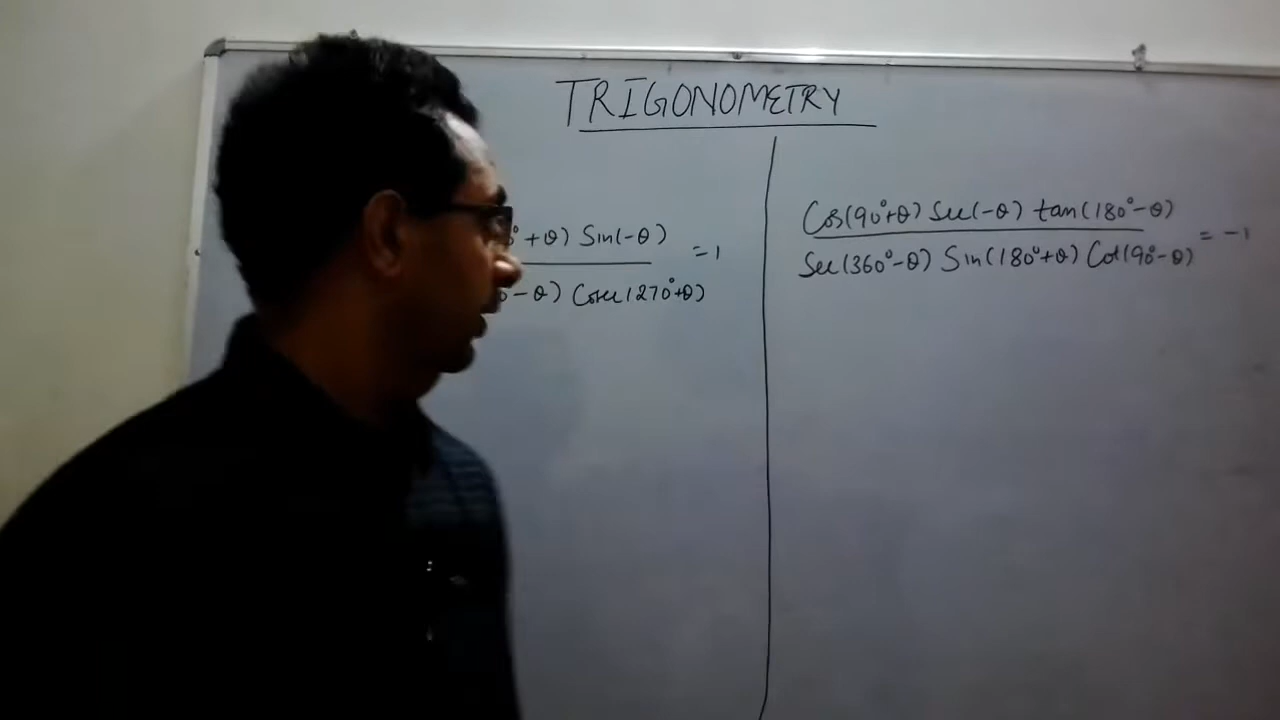 TRIGONOMETRY
° + θ) Sin(-θ)
= 1
- θ) Cosec(270°+θ)
Cos(90°+θ) Sec(-θ) tan(180°-θ)
= -1
Sec(360°-θ) Sin(180°+θ) Cot(90°-θ)